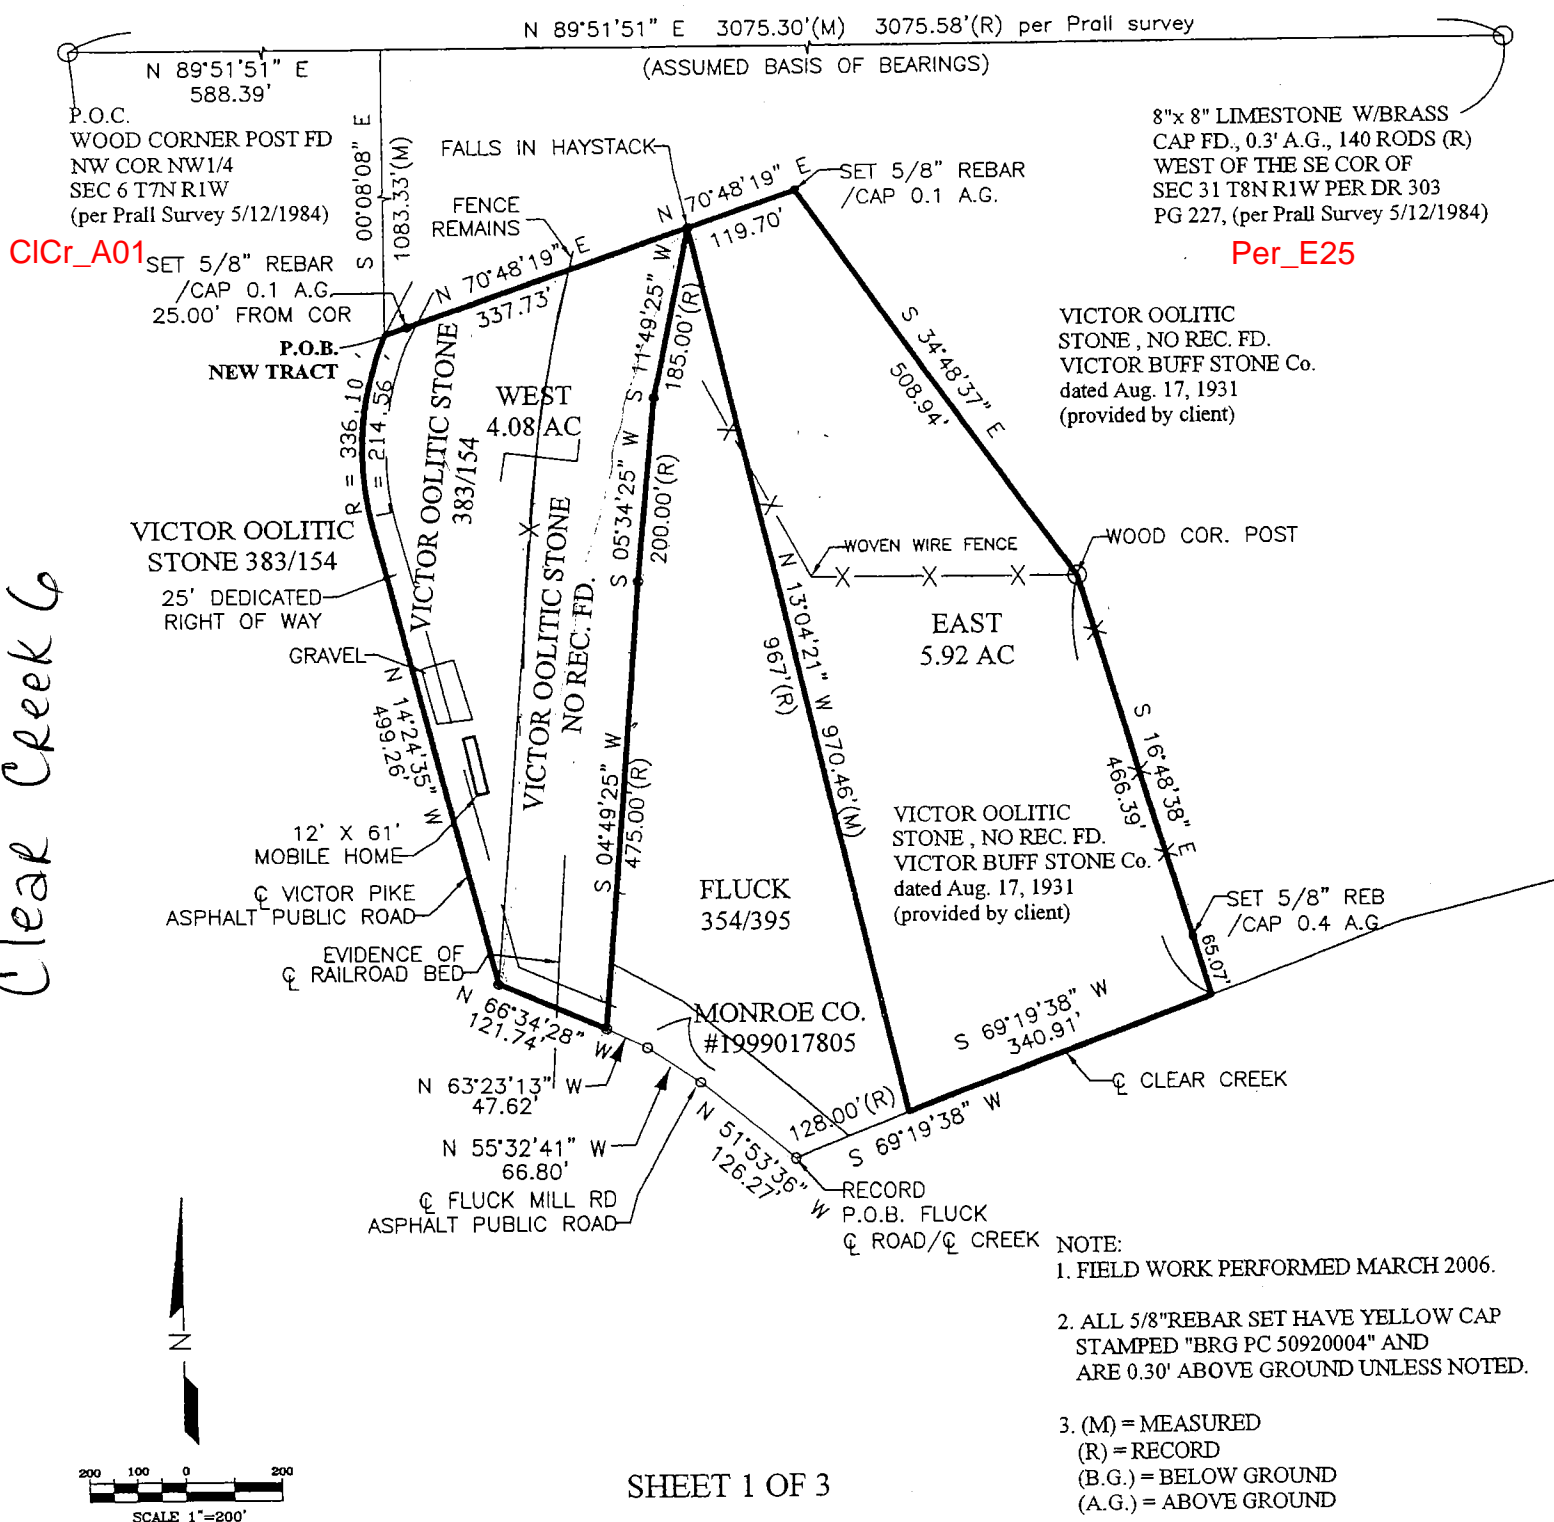 N 89°51'51" E 3075.30'(M) 3075.58'(R) per Prall survey
(ASSUMED BASIS OF BEARINGS)
N 89°51'51" E
588.39'
P.O.C.
WOOD CORNER POST FD
NW COR NW1/4
SEC 6 T7N R1W
(per Prall Survey 5/12/1984)
ClCr_A01
S 00°08'08" E
1083.33'(M)
8"x 8" LIMESTONE W/BRASS
CAP FD., 0.3' A.G., 140 RODS (R)
WEST OF THE SE COR OF
SEC 31 T8N R1W PER DR 303
PG 227, (per Prall Survey 5/12/1984)
Per_E25
FALLS IN HAYSTACK
SET 5/8" REBAR
/CAP 0.1 A.G.
N 70°48'19" E
119.70'
FENCE
REMAINS
SET 5/8" REBAR
/CAP 0.1 A.G.
25.00' FROM COR
N 70°48'19" E
337.73'
P.O.B.
NEW TRACT
R = 336.10'
L = 214.56'
WEST
4.08 AC
S 11°49'25" W
185.00'(R)
S 34°48'37" E
508.94'
VICTOR OOLITIC
STONE , NO REC. FD.
VICTOR BUFF STONE Co.
dated Aug. 17, 1931
(provided by client)
VICTOR OOLITIC STONE
383/154
VICTOR OOLITIC
STONE 383/154
S 05°34'25" W
200.00'(R)
WOVEN WIRE FENCE
WOOD COR. POST
25' DEDICATED
RIGHT OF WAY
VICTOR OOLITIC STONE
NO REC. FD.
N 13°04'21" W 970.46'(M)
967'(R)
EAST
5.92 AC
GRAVEL
N 14°24'35" W
499.26'
S 04°49'25" W
475.00'(R)
S 16°48'38" E
466.39'
Clear Creek 6
12' X 61'
MOBILE HOME
℄ VICTOR PIKE
ASPHALT PUBLIC ROAD
VICTOR OOLITIC
STONE , NO REC. FD.
VICTOR BUFF STONE Co.
dated Aug. 17, 1931
(provided by client)
FLUCK
354/395
SET 5/8" REB
/CAP 0.4 A.G.
65.07'
EVIDENCE OF
℄ RAILROAD BED
N 66°34'28" W
121.74'
MONROE CO.
#1999017805
S 69°19'38" W
340.91'
℄ CLEAR CREEK
N 63°23'13" W
47.62'
128.00'(R)
S 69°19'38" W
N 55°32'41" W
66.80'
N 51°53'36" W
126.27'
℄ FLUCK MILL RD
ASPHALT PUBLIC ROAD
RECORD
P.O.B. FLUCK
℄ ROAD/℄ CREEK
NOTE:
1. FIELD WORK PERFORMED MARCH 2006.
2. ALL 5/8"REBAR SET HAVE YELLOW CAP
STAMPED "BRG PC 50920004" AND
ARE 0.30' ABOVE GROUND UNLESS NOTED.
3. (M) = MEASURED
(R) = RECORD
(B.G.) = BELOW GROUND
(A.G.) = ABOVE GROUND
N
200 100 0 200
SCALE 1"=200'
SHEET 1 OF 3